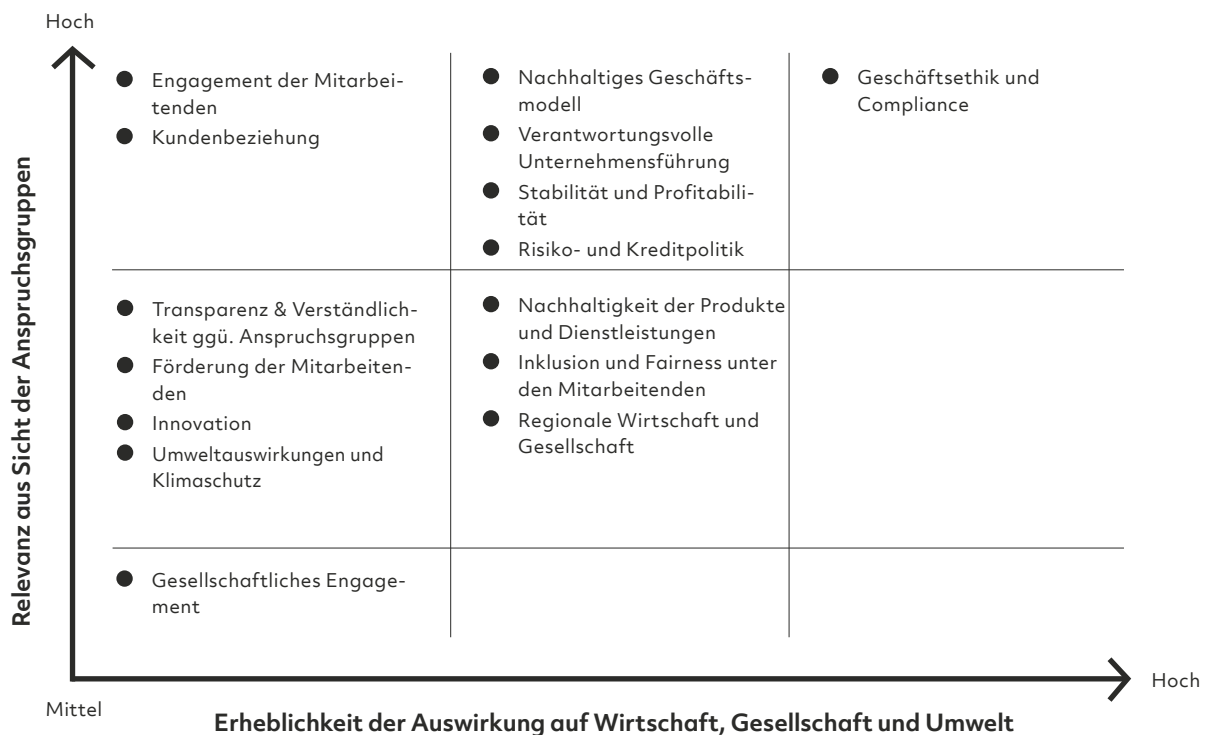 Hoch
Relevanz aus Sicht der Anspruchsgruppen
Engagement der Mitarbei-
tenden
Kundenbeziehung
Nachhaltiges Geschäfts-
modell
Verantwortungsvolle
Unternehmensführung
Stabilität und Profitabili-
tät
Risiko- und Kreditpolitik
Geschäftsethik und
Compliance
Transparenz & Verständlich-
keit ggü. Anspruchsgruppen
Förderung der Mitarbeiten-
den
Innovation
Umweltauswirkungen und
Klimaschutz
Nachhaltigkeit der Produkte
und Dienstleistungen
Inklusion und Fairness unter
den Mitarbeitenden
Regionale Wirtschaft und
Gesellschaft
Gesellschaftliches Engage-
ment
Mittel
Hoch
Erheblichkeit der Auswirkung auf Wirtschaft, Gesellschaft und Umwelt